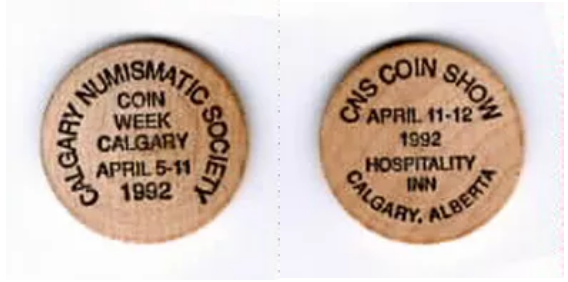 CALGARY NUMISMATIC SOCIETY
COIN
WEEK
CALGARY
APRIL 5-11
1992
CNS COIN SHOW
APRIL 11-12
1992
HOSPITALITY
INN
CALGARY, ALBERTA